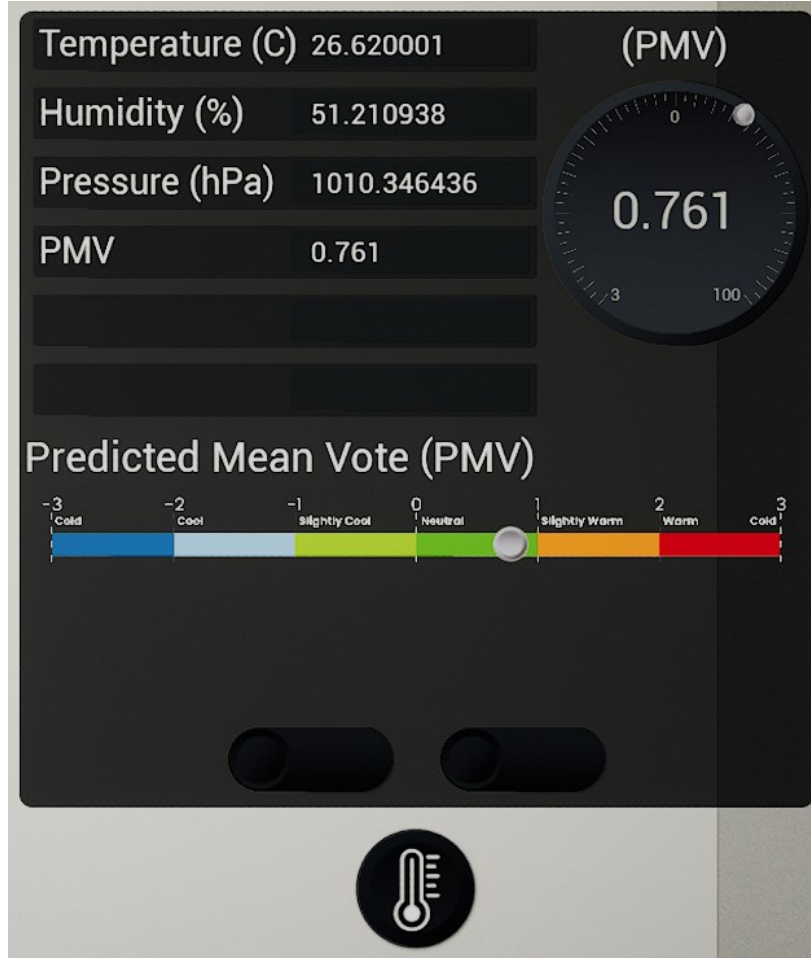 Temperature (C) 26.620001
(PMV)
Humidity (%) 51.210938
Pressure (hPa) 1010.346436
PMV 0.761
0
0.761
3 100
Predicted Mean Vote (PMV)
-3 -2 -1 0 1 2 3
Cold Cool Slightly Cool Neutral Slightly Warm Warm Cold